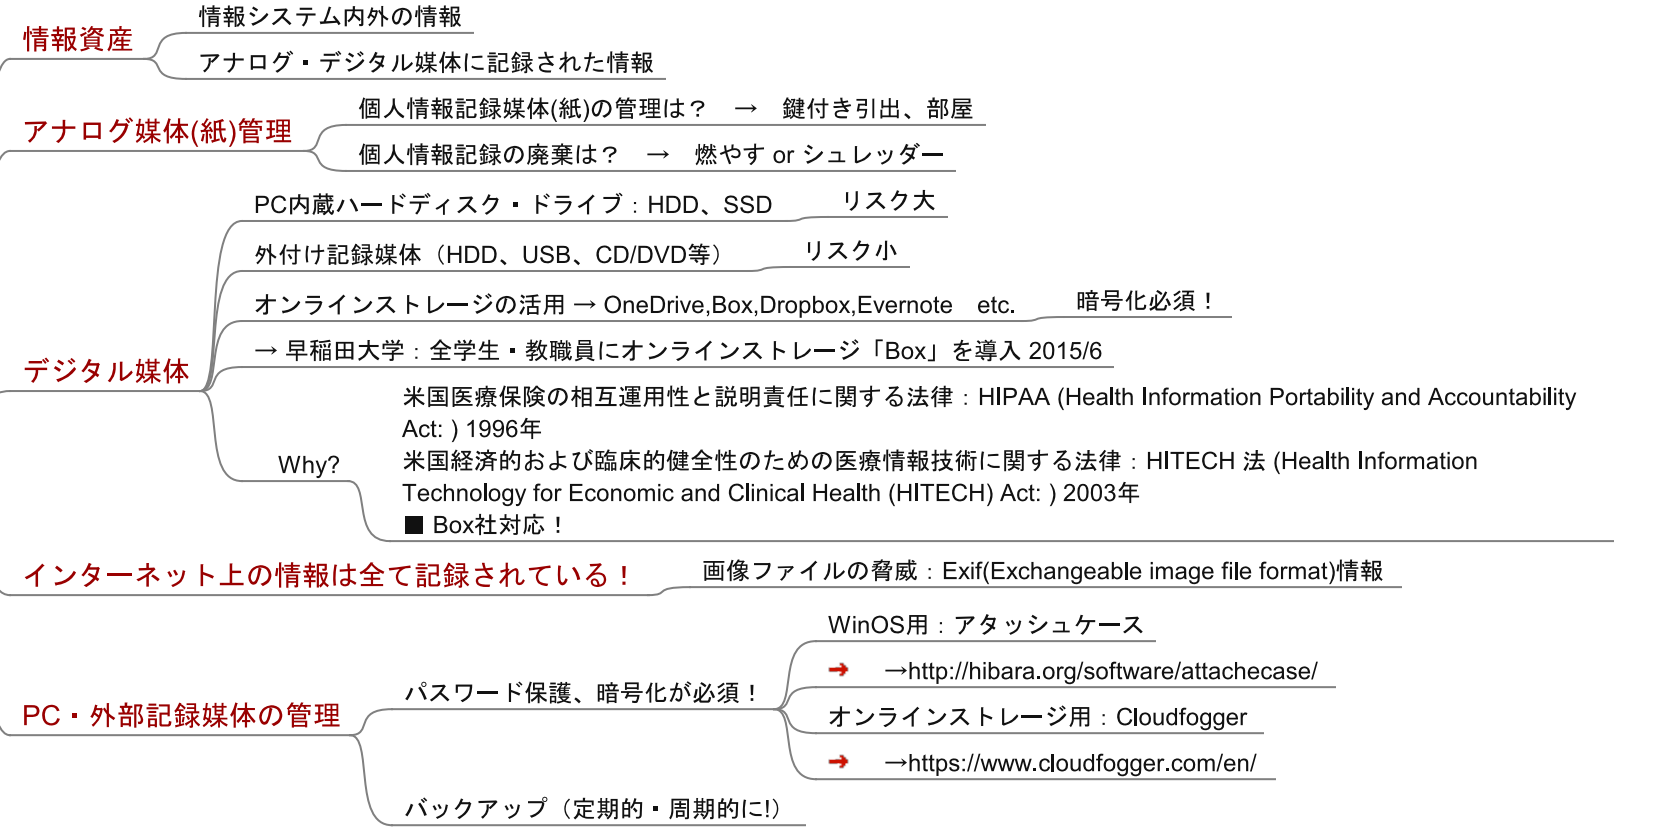 情報資産
情報システム内外の情報
アナログ・デジタル媒体に記録された情報
アナログ媒体(紙)管理
個人情報記録媒体(紙)の管理は？　→　鍵付き引出、部屋
個人情報記録の廃棄は？　→　燃やす or シュレッダー
デジタル媒体
PC内蔵ハードディスク・ドライブ：HDD、SSD
リスク大
外付け記録媒体（HDD、USB、CD/DVD等）
リスク小
オンラインストレージの活用 → OneDrive,Box,Dropbox,Evernote　etc.
暗号化必須！
→ 早稲田大学：全学生・教職員にオンラインストレージ「Box」を導入 2015/6
Why?
米国医療保険の相互運用性と説明責任に関する法律：HIPAA (Health Information Portability and Accountability
Act: ) 1996年
米国経済的および臨床的健全性のための医療情報技術に関する法律：HITECH 法 (Health Information
Technology for Economic and Clinical Health (HITECH) Act: ) 2003年
■ Box社対応！
インターネット上の情報は全て記録されている！
画像ファイルの脅威：Exif(Exchangeable image file format)情報
PC・外部記録媒体の管理
パスワード保護、暗号化が必須！
WinOS用：アタッシュケース
→http://hibara.org/software/attachecase/
オンラインストレージ用：Cloudfogger
→https://www.cloudfogger.com/en/
バックアップ（定期的・周期的に!）